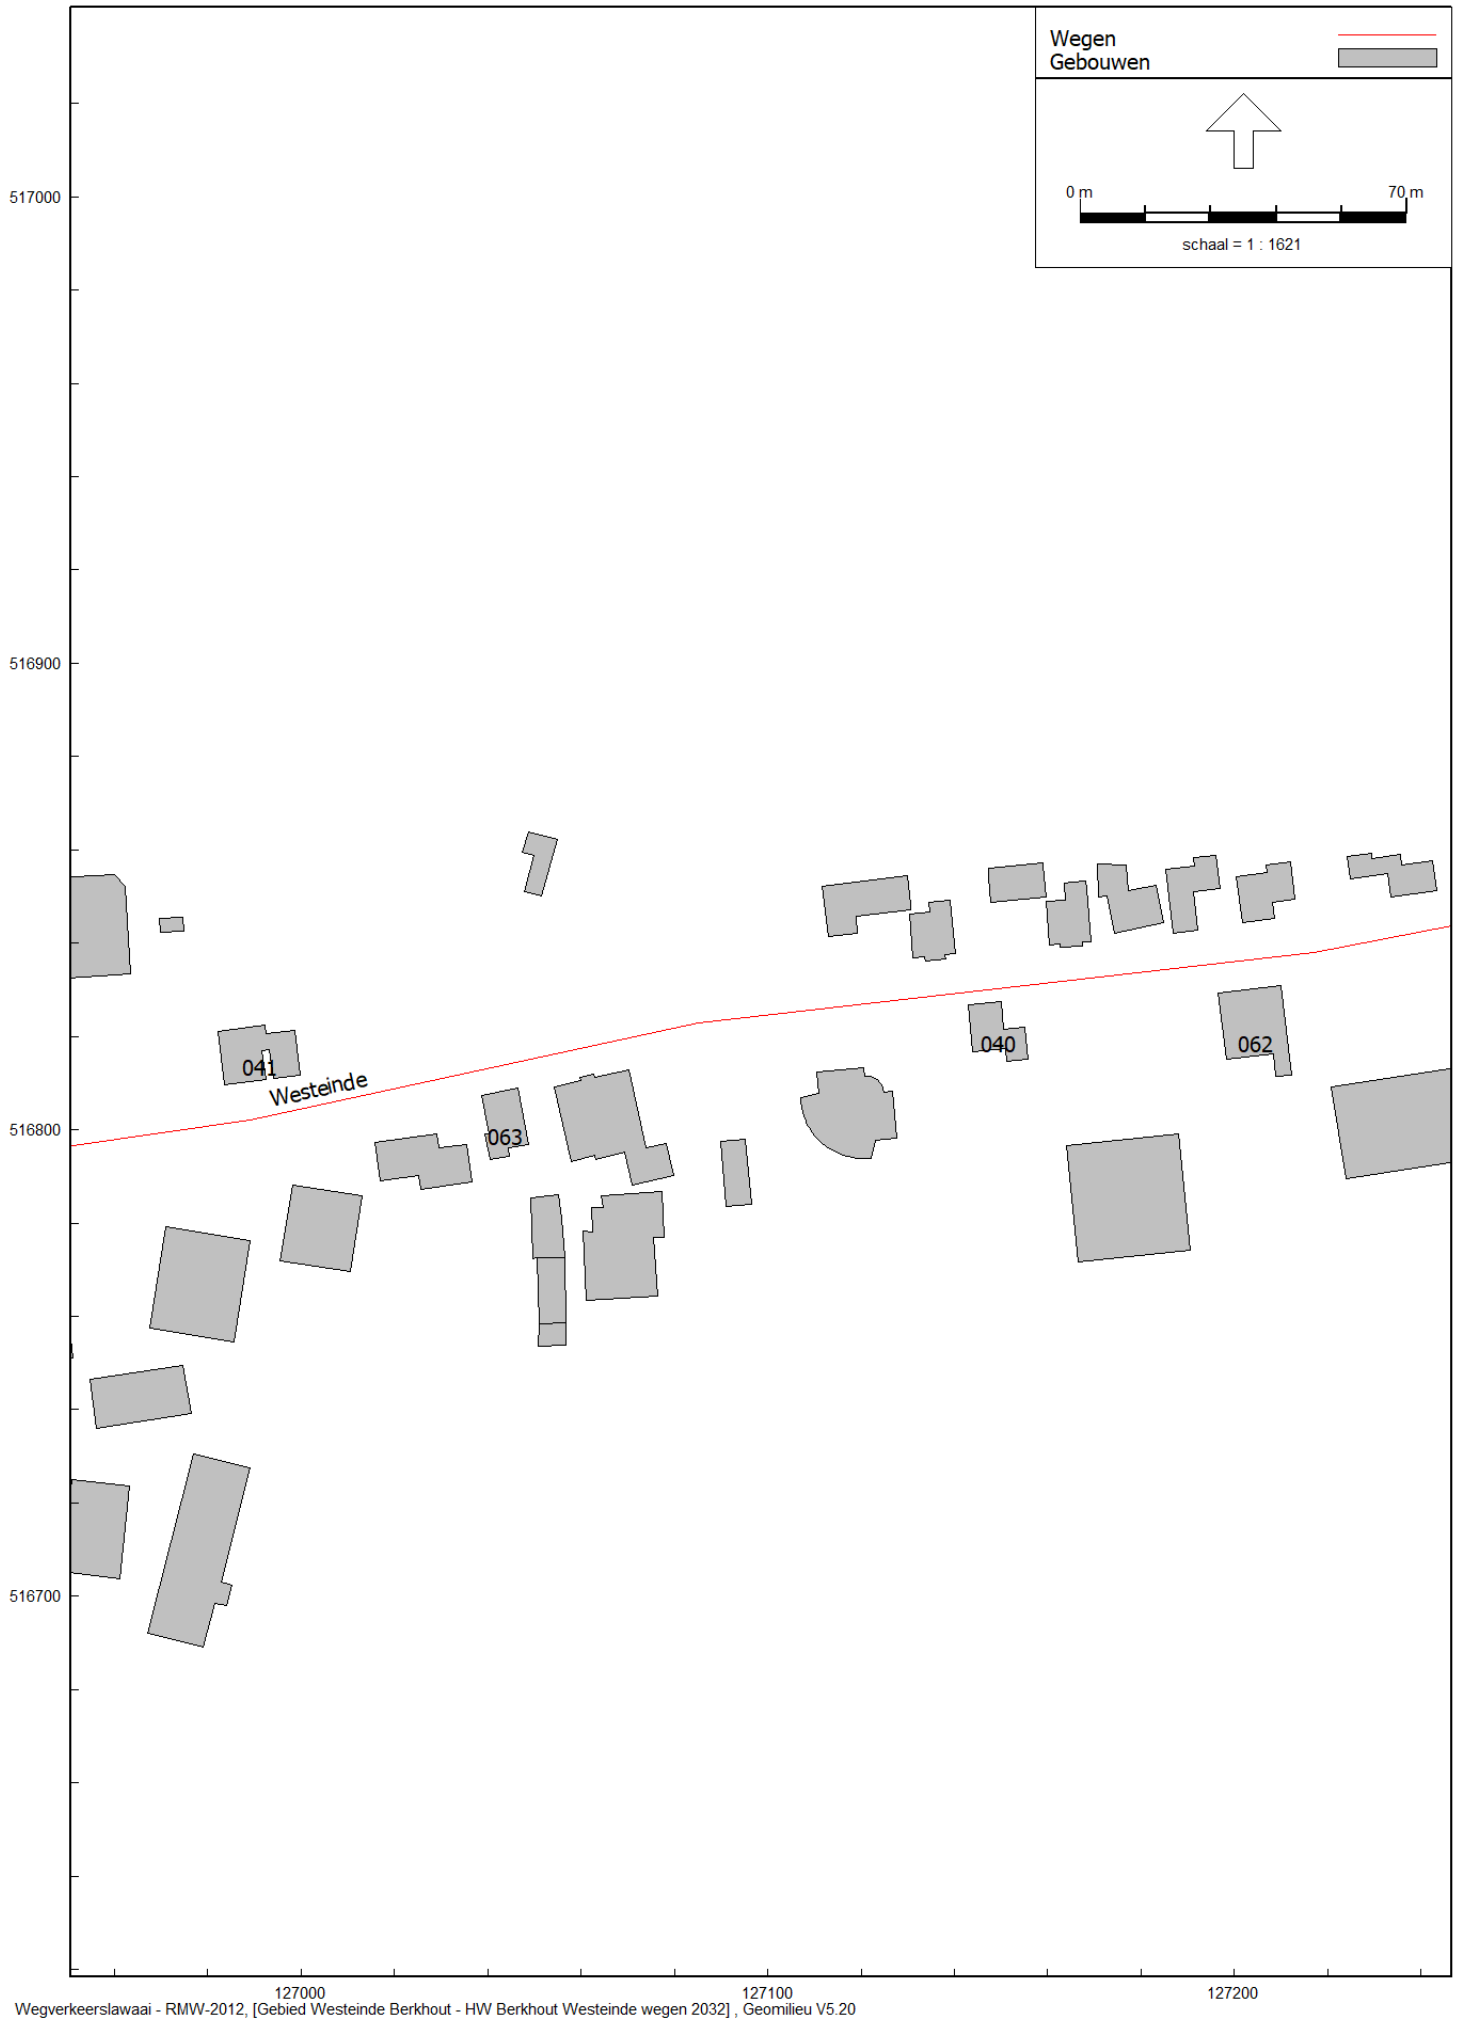 Wegen
Gebouwen
0 m 70 m
schaal = 1 : 1621
517000
516900
516800
516700
041
Westeinde
063
040
062
127000 127100 127200
Wegverkeerslawaai - RMW-2012, [Gebied Westeinde Berkhout - HW Berkhout Westeinde wegen 2032] , Geomilieu V5.20